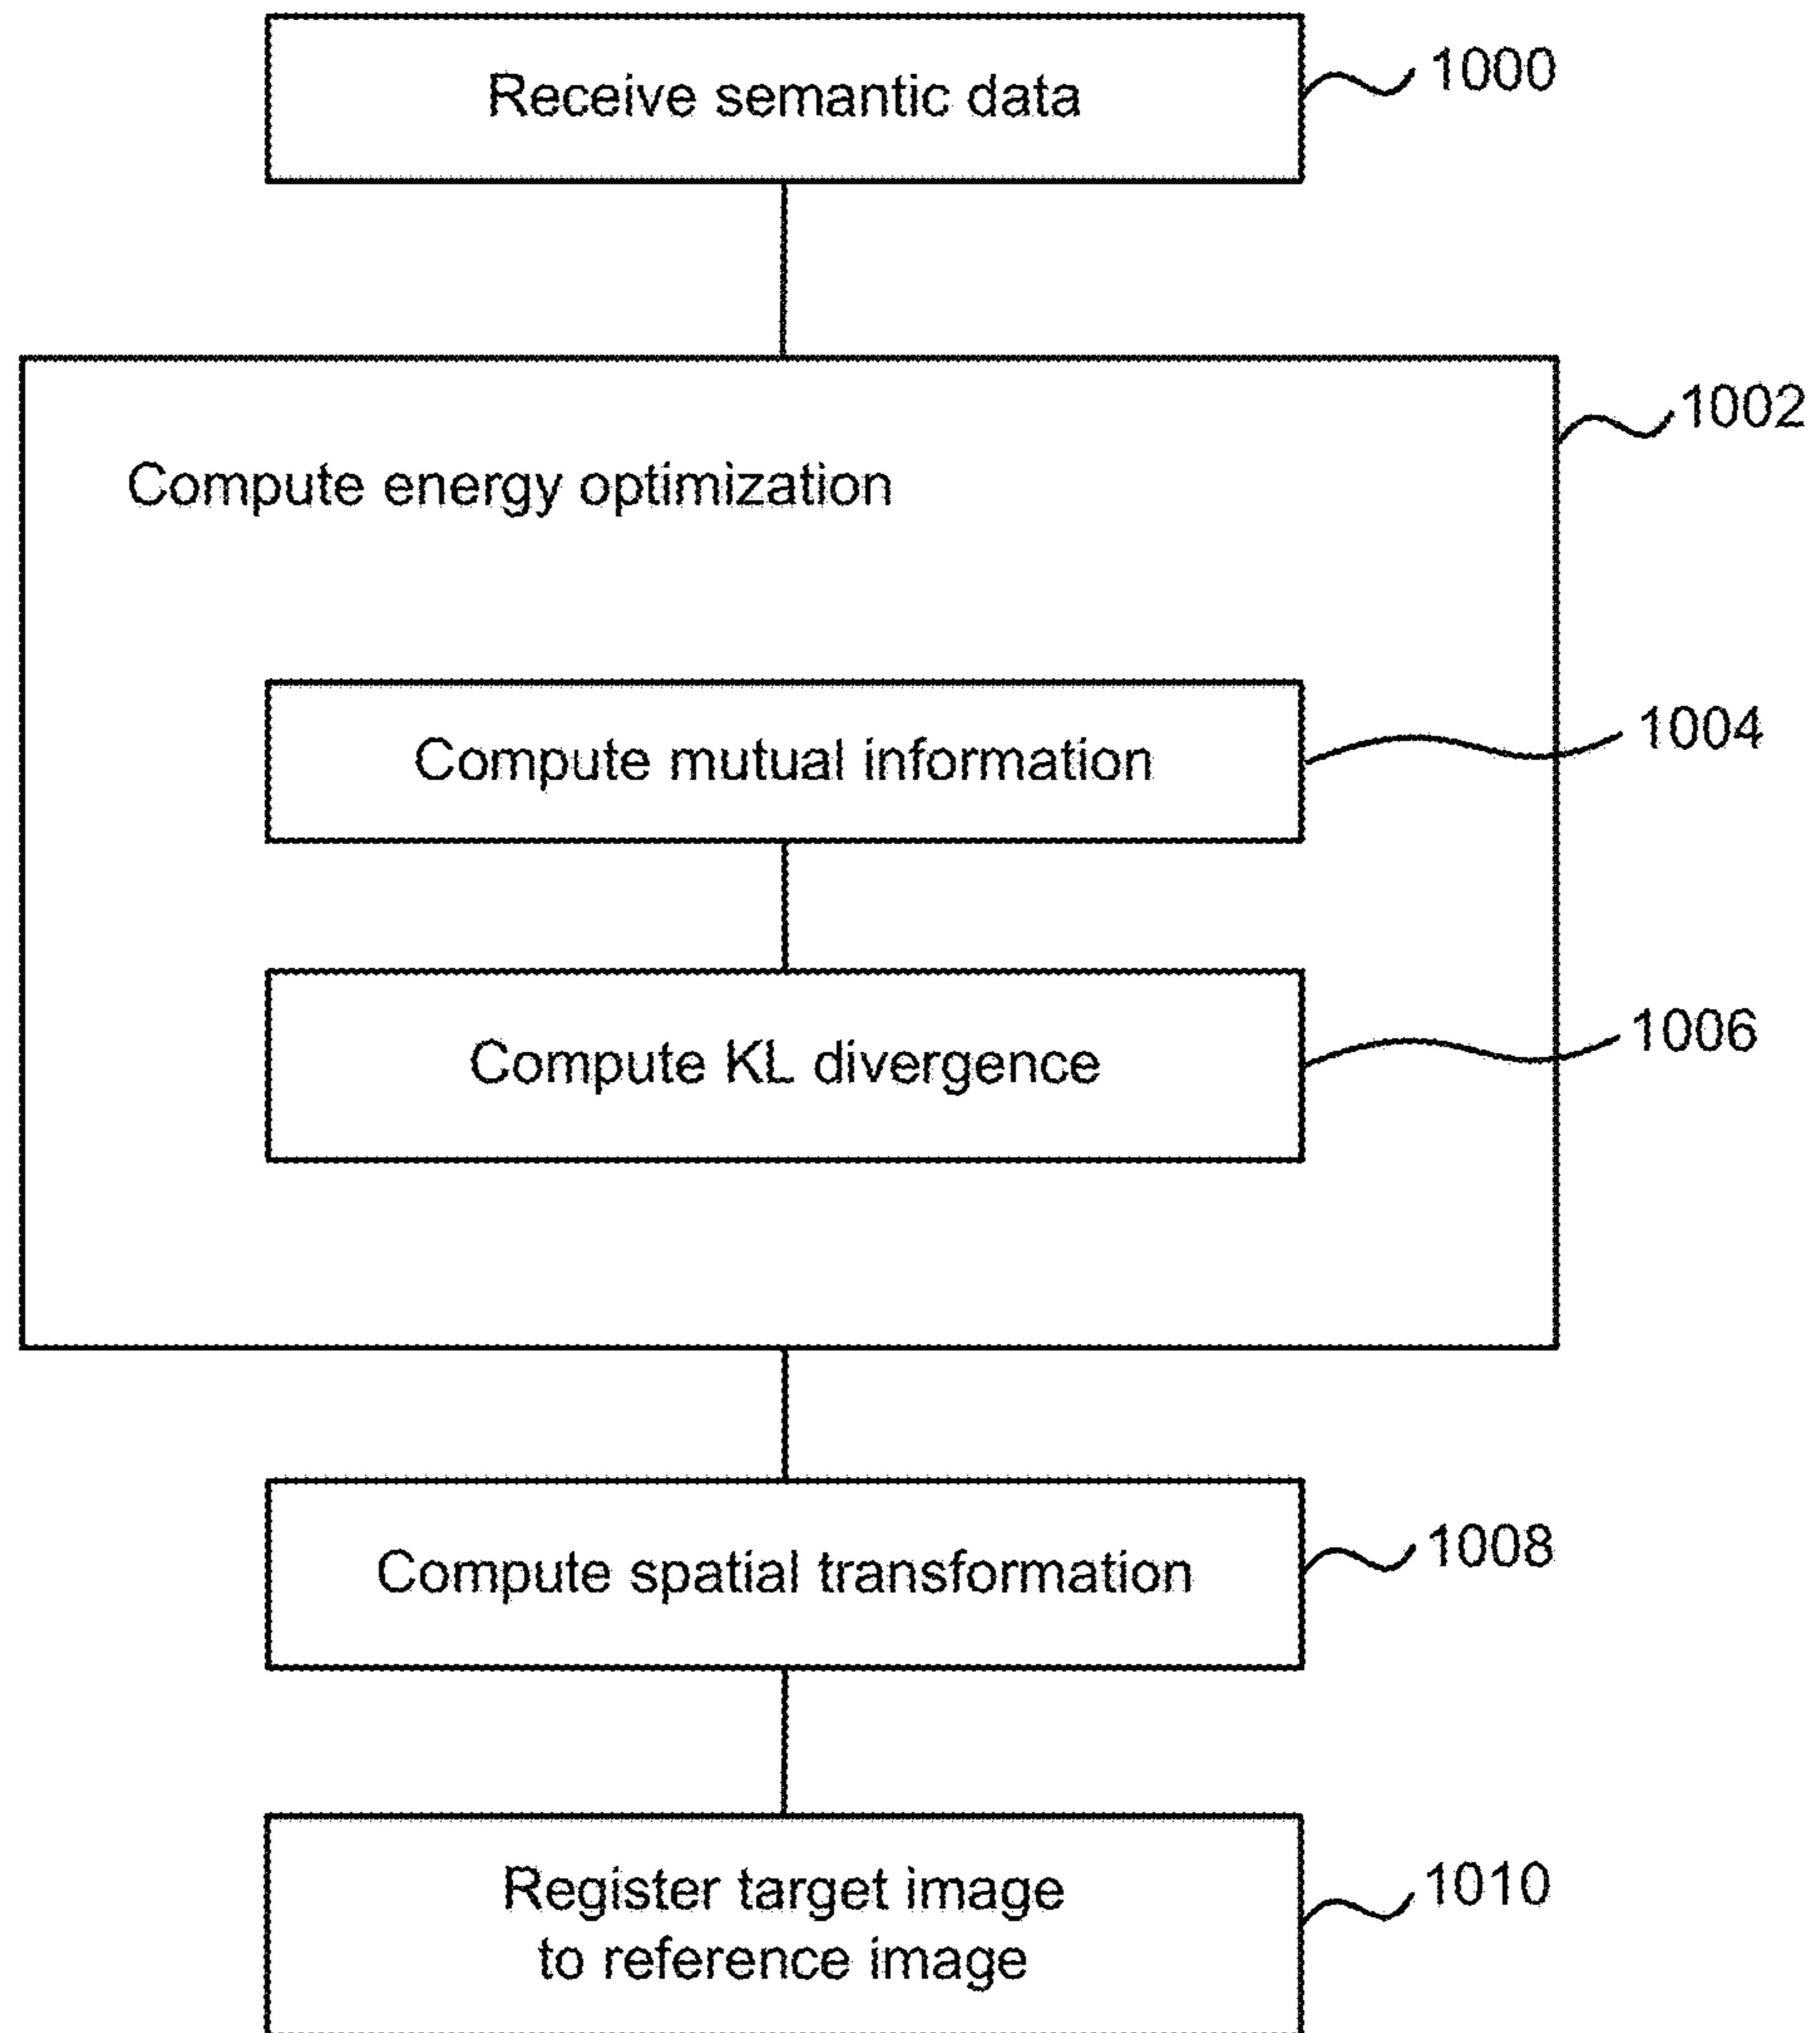 Receive semantic data
1000
1002
Compute energy optimization
Compute mutual information
1004
Compute KL divergence
1006
Compute spatial transformation
1008
Register target image
to reference image
1010